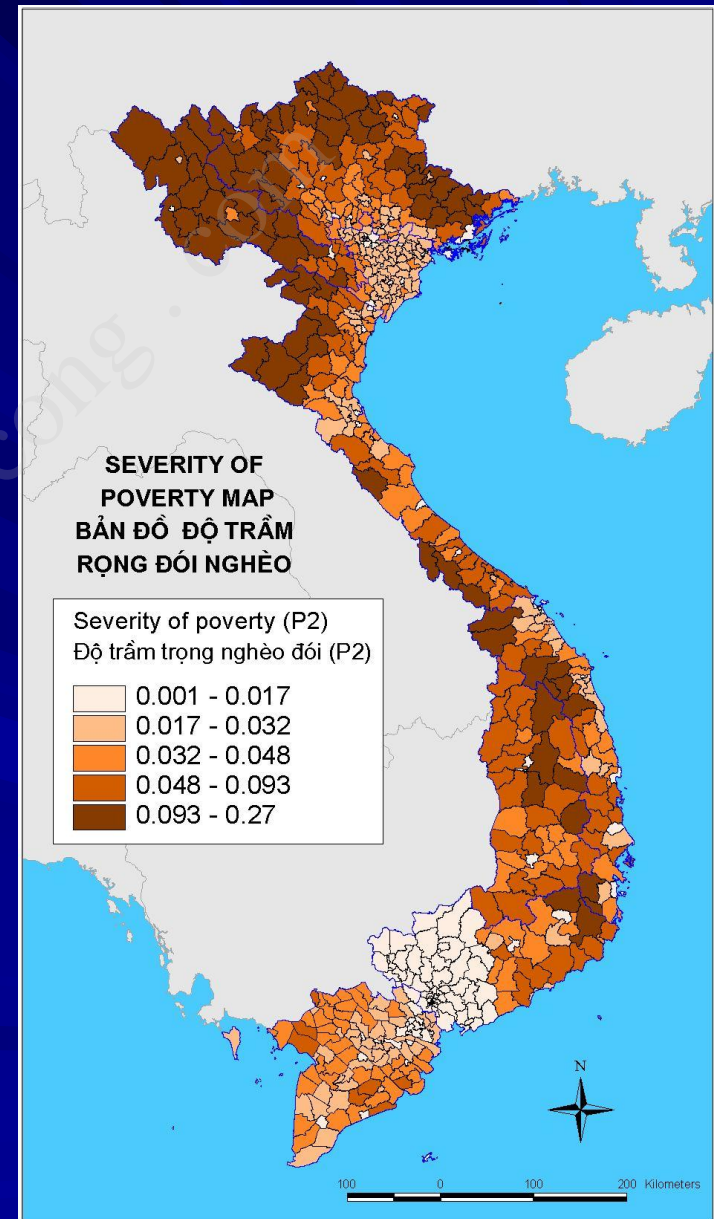 cong . com
SEVERITY OF
POVERTY MAP
BẢN ĐỒ ĐỘ TRẦM
RỌNG ĐÓI NGHÈO
Severity of poverty (P2)
Độ trầm trọng nghèo đói (P2)
0.001 - 0.017
0.017 - 0.032
0.032 - 0.048
0.048 - 0.093
0.093 - 0.27
N
100 0 100 200 Kilometers